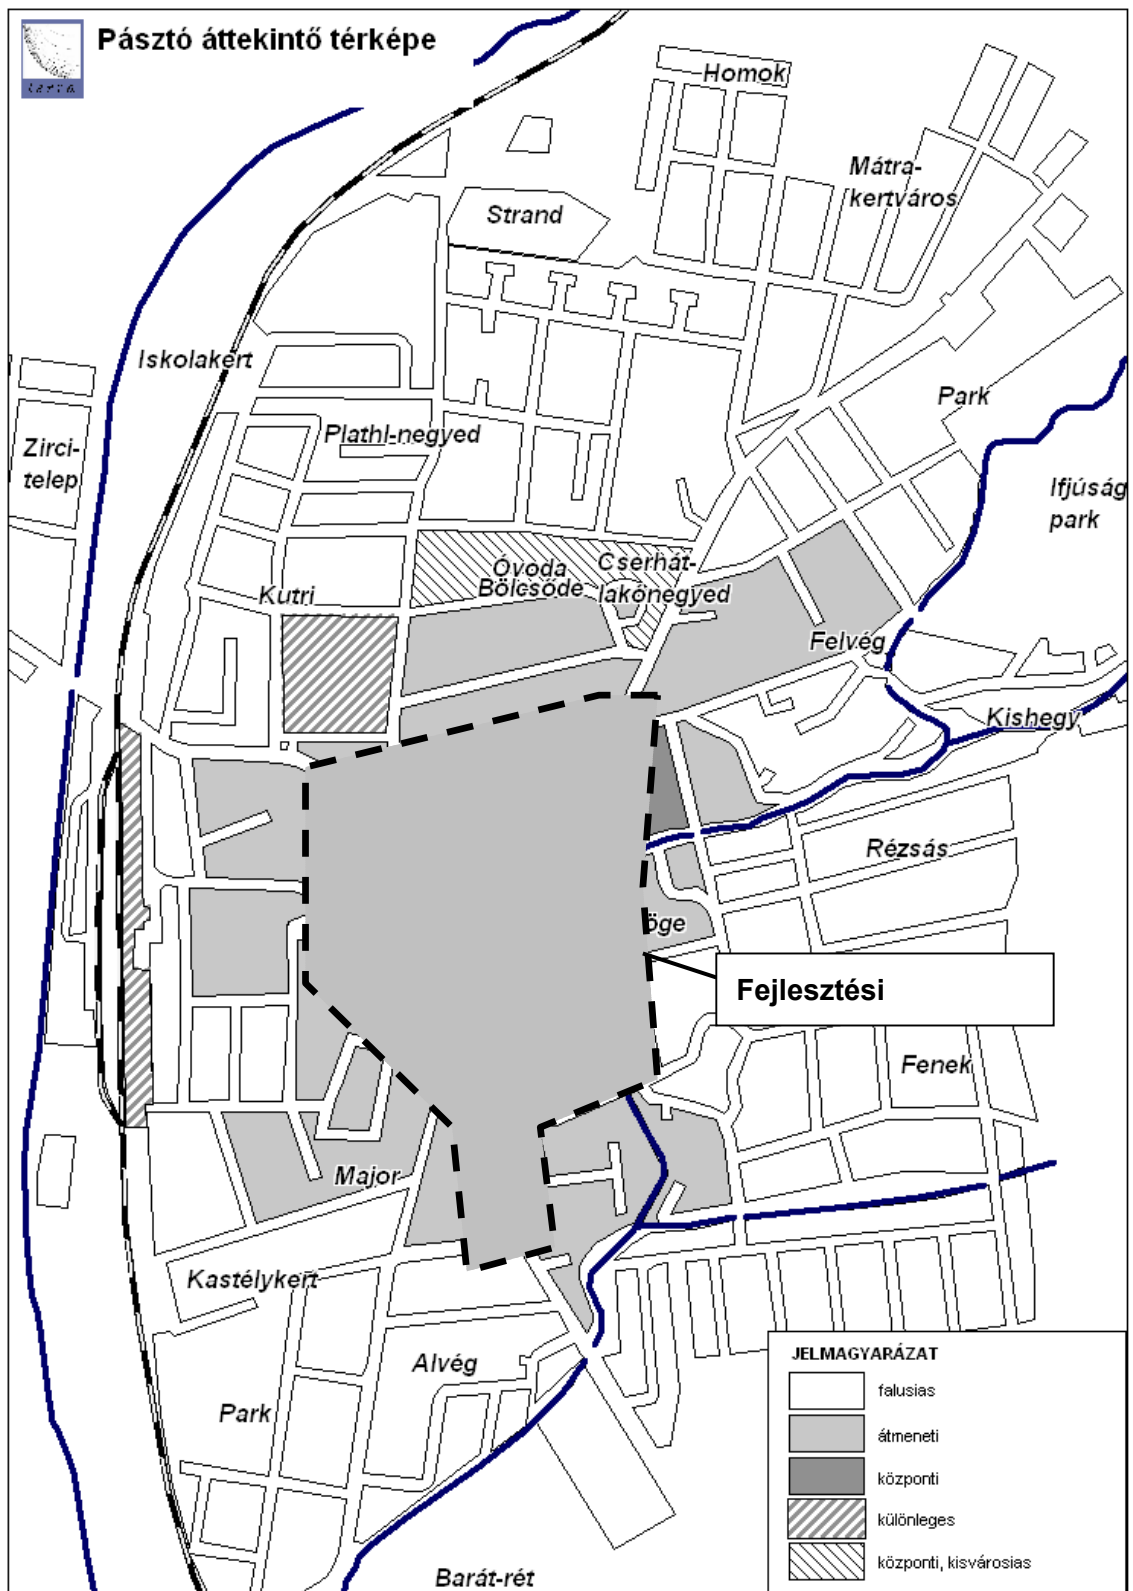 Pásztó áttekintő térképe
terra
Homok
Mátra-
kertváros
Strand
Iskolakert
Park
Plathl-negyed
Zirci-
telep
Ifjúság
park
Óvoda
Bölcsőde
Cserhát-
lakónegyed
Kutri
Felvég
Kishegy
Rézsás
öge
Fejlesztési
Fenek
Major
Kastélykert
Alvég
Park
Barát-rét
JELMAGYARÁZAT
falusias
átmeneti
központi
különleges
központi, kisvárosias